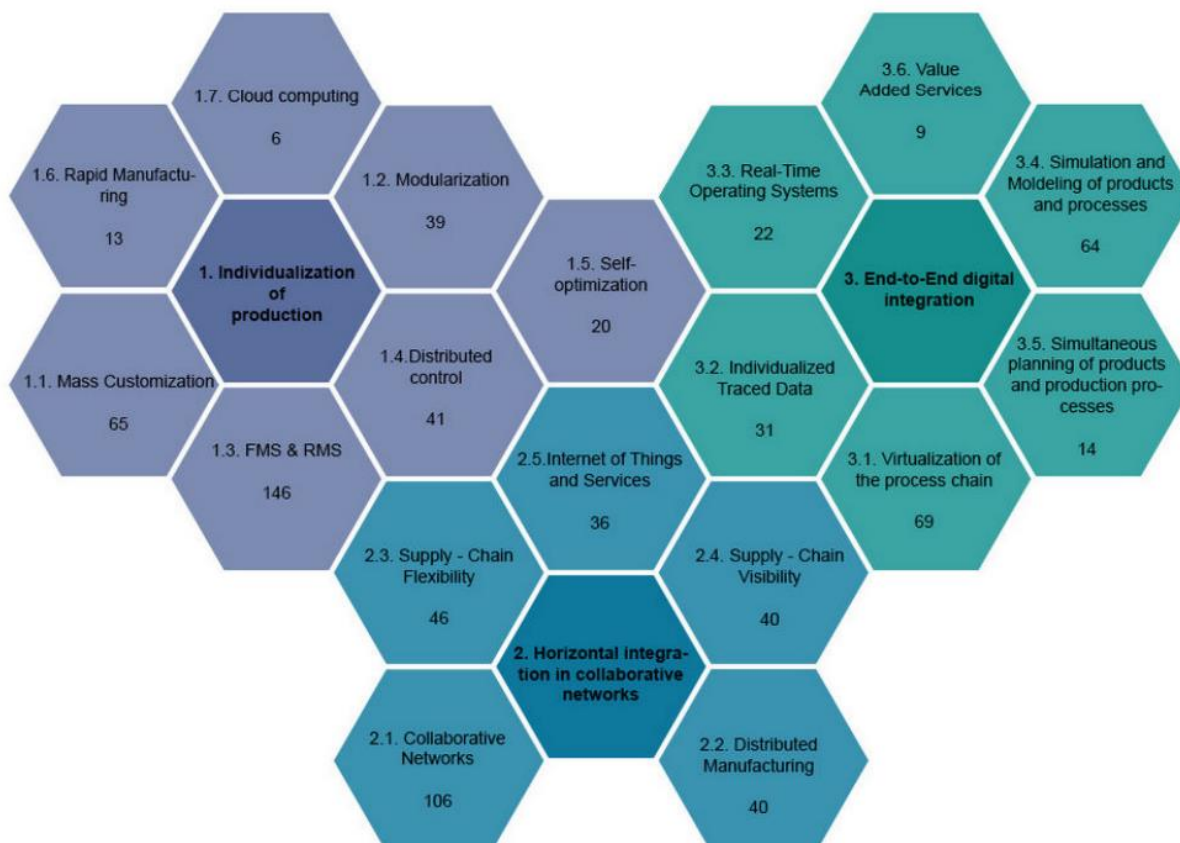 1.7. Cloud computing
6
1.6. Rapid Manufactu-
ring
13
1.2. Modularization
39
1. Individualization
of
production
1.5. Self-
optimization
20
1.1. Mass Customization
65
1.4.Distributed
control
41
1.3. FMS & RMS
146
3.6. Value
Added Services
9
3.3. Real-Time
Operating Systems
22
3.4. Simulation and
Moldeling of products
and processes
64
3. End-to-End digital
integration
3.2. Individualized
Traced Data
31
3.5. Simultaneous
planning of products
and production pro-
cesses
14
3.1. Virtualization of
the process chain
69
2.5.Internet of Things
and Services
36
2.3. Supply - Chain
Flexibility
46
2.4. Supply - Chain
Visibility
40
2. Horizontal integra-
tion in collaborative
networks
2.1. Collaborative
Networks
106
2.2. Distributed
Manufacturing
40